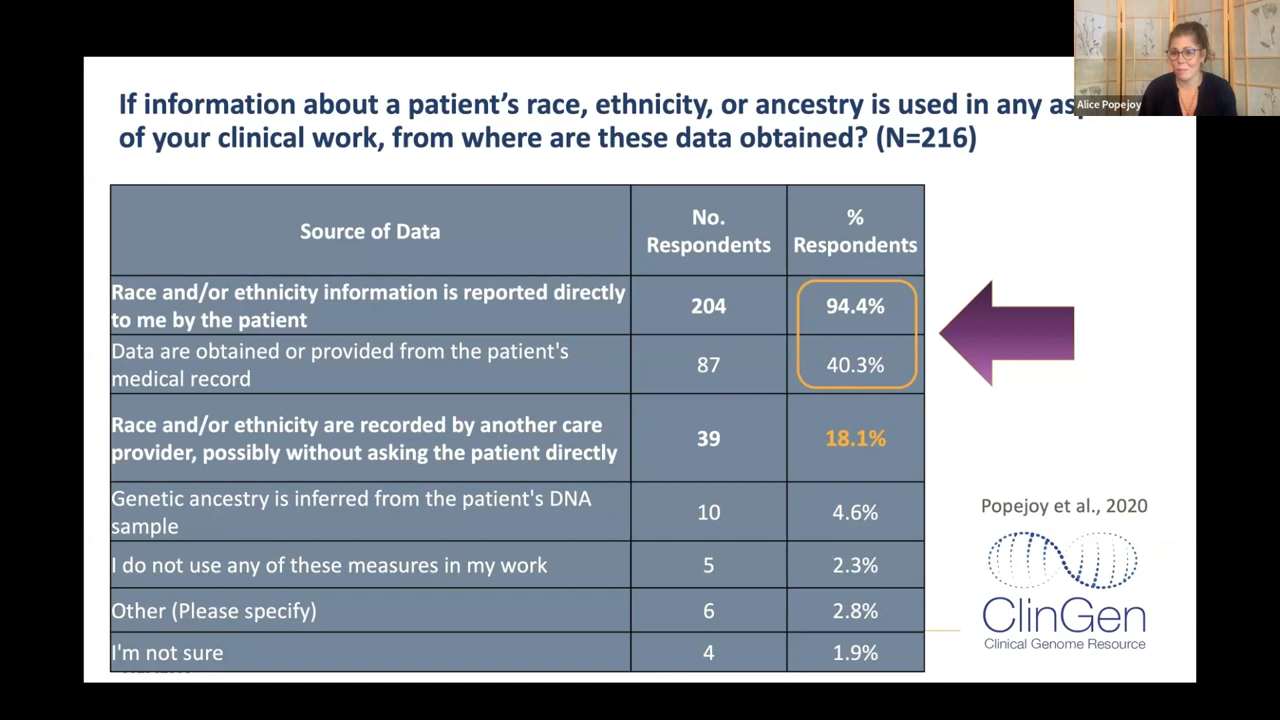 If information about a patient's race, ethnicity, or ancestry is used in any
of your clinical work, from where are these data obtained? (N=216)
Alice Popejoy
Source of Data
No.
Respondents
%
Respondents
Race and/or ethnicity information is reported directly
to me by the patient
204
94.4%
Data are obtained or provided from the patient's
medical record
87
40.3%
Race and/or ethnicity are recorded by another care
provider, possibly without asking the patient directly
39
18.1%
Genetic ancestry is inferred from the patient's DNA
sample
10
4.6%
I do not use any of these measures in my work
5
2.3%
Other (Please specify)
6
2.8%
I'm not sure
4
1.9%
Popejoy et al., 2020
ClinGen
Clinical Genome Resource